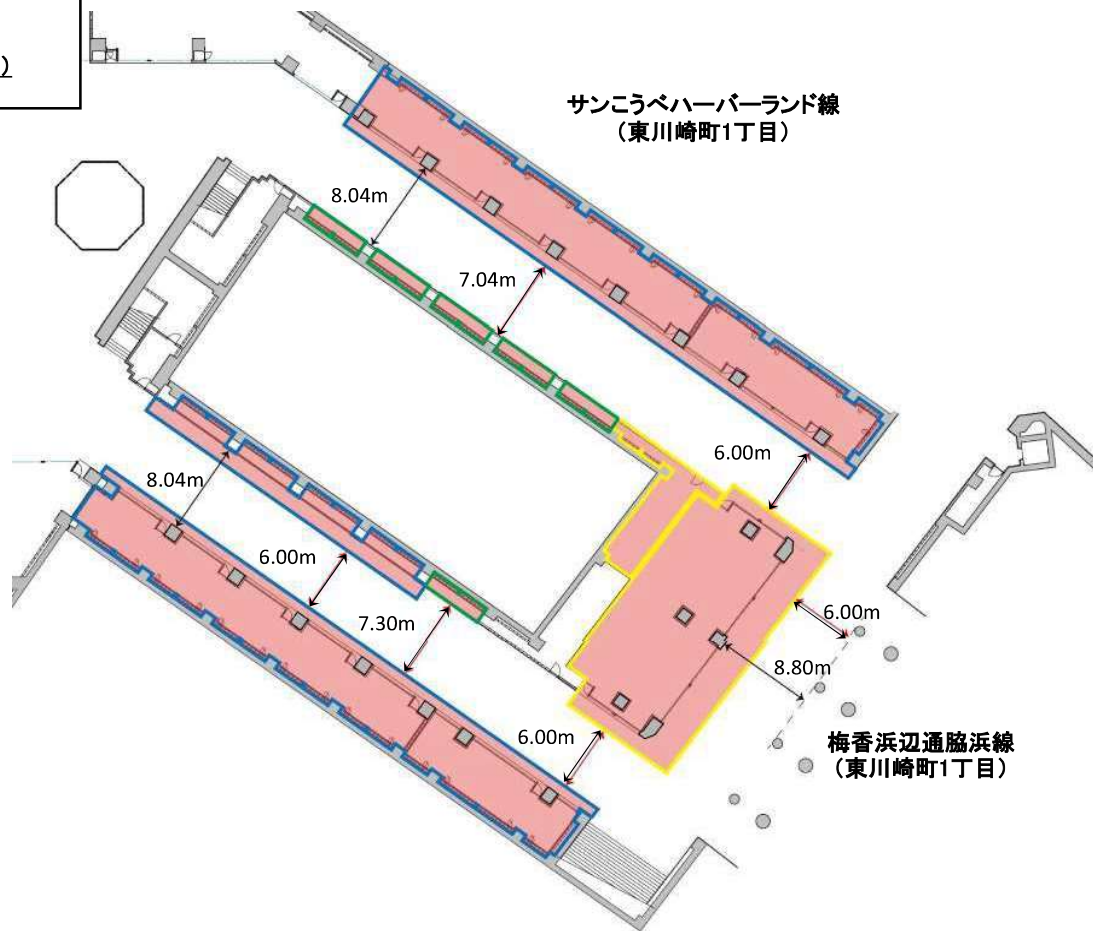 )
サンこうべハーバーランド線
（東川崎町1丁目）
8.04m
7.04m
6.00m
8.04m
6.00m
7.30m
6.00m
8.80m
6.00m
梅香浜辺通脇浜線
（東川崎町1丁目）